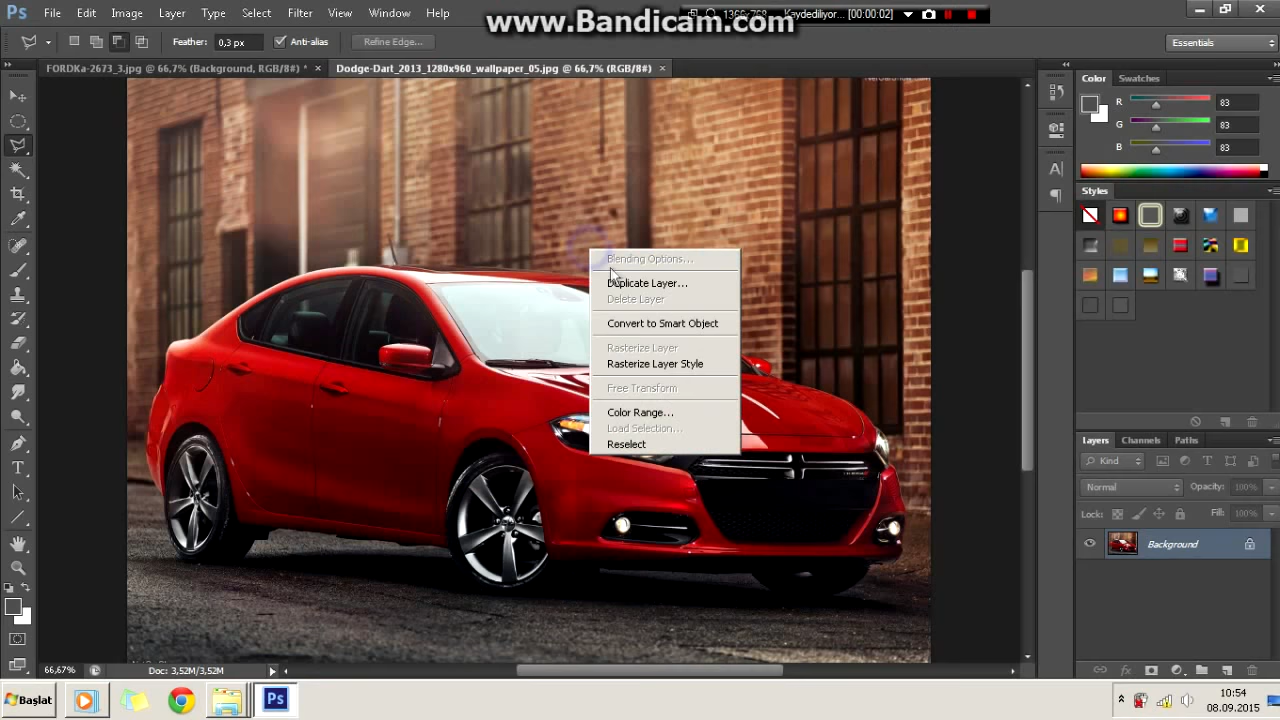 Ps File Edit Image Layer Type Select Filter View Window Help
1366x768 Kaydediliyor... [00:00:02]
www.Bandicam.com
Feather: 0,3 px Anti-alias Refine Edge... Essentials
FORDKa-2673_3.jpg @ 66,7% (Background, RGB/8#) * × Dodge-Dart_2013_1280x960_wallpaper_05.jpg @ 66,7% (RGB/8#) ×
Color Swatches
R 83
G 83
B 83
Styles
Blending Options...
Duplicate Layer...
Delete Layer
Convert to Smart Object
Rasterize Layer
Rasterize Layer Style
Free Transform
Color Range...
Load Selection...
Reselect
Layers Channels Paths
Kind
Normal Opacity: 100%
Lock: Fill: 100%
Background
66,67% Doc: 3,52M/3,52M
Başlat Ps 10:54
08.09.2015